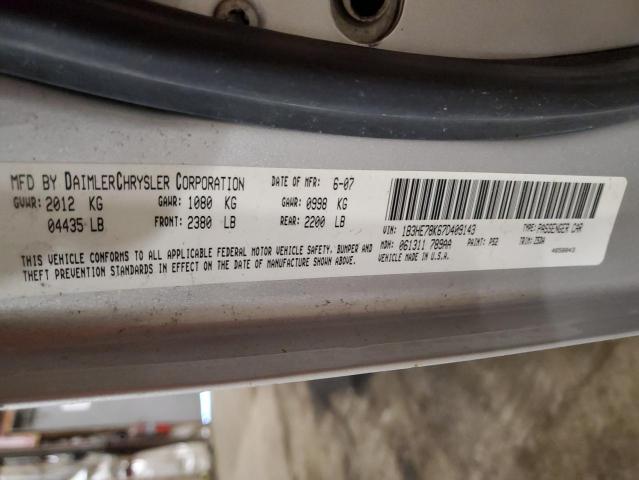 MFD BY DAIMLERCHRYSLER CORPORATION DATE OF MFR: 6-07
GVWR: 2012 KG GAWR: 1080 KG GAWR: 0998 KG
04435 LB FRONT: 2380 LB REAR: 2200 LB
THIS VEHICLE CONFORMS TO ALL APPLICABLE FEDERAL MOTOR VEHICLE SAFETY, BUMPER AND
THEFT PREVENTION STANDARDS IN EFFECT ON THE DATE OF MANUFACTURE SHOWN ABOVE.
VIN: 1B3HE78K67D409143 TYPE: PASSENGER CAR
MDH: 061311 789AA PAINT: PS2 TRIM: ZSDA
VEHICLE MADE IN U.S.A.